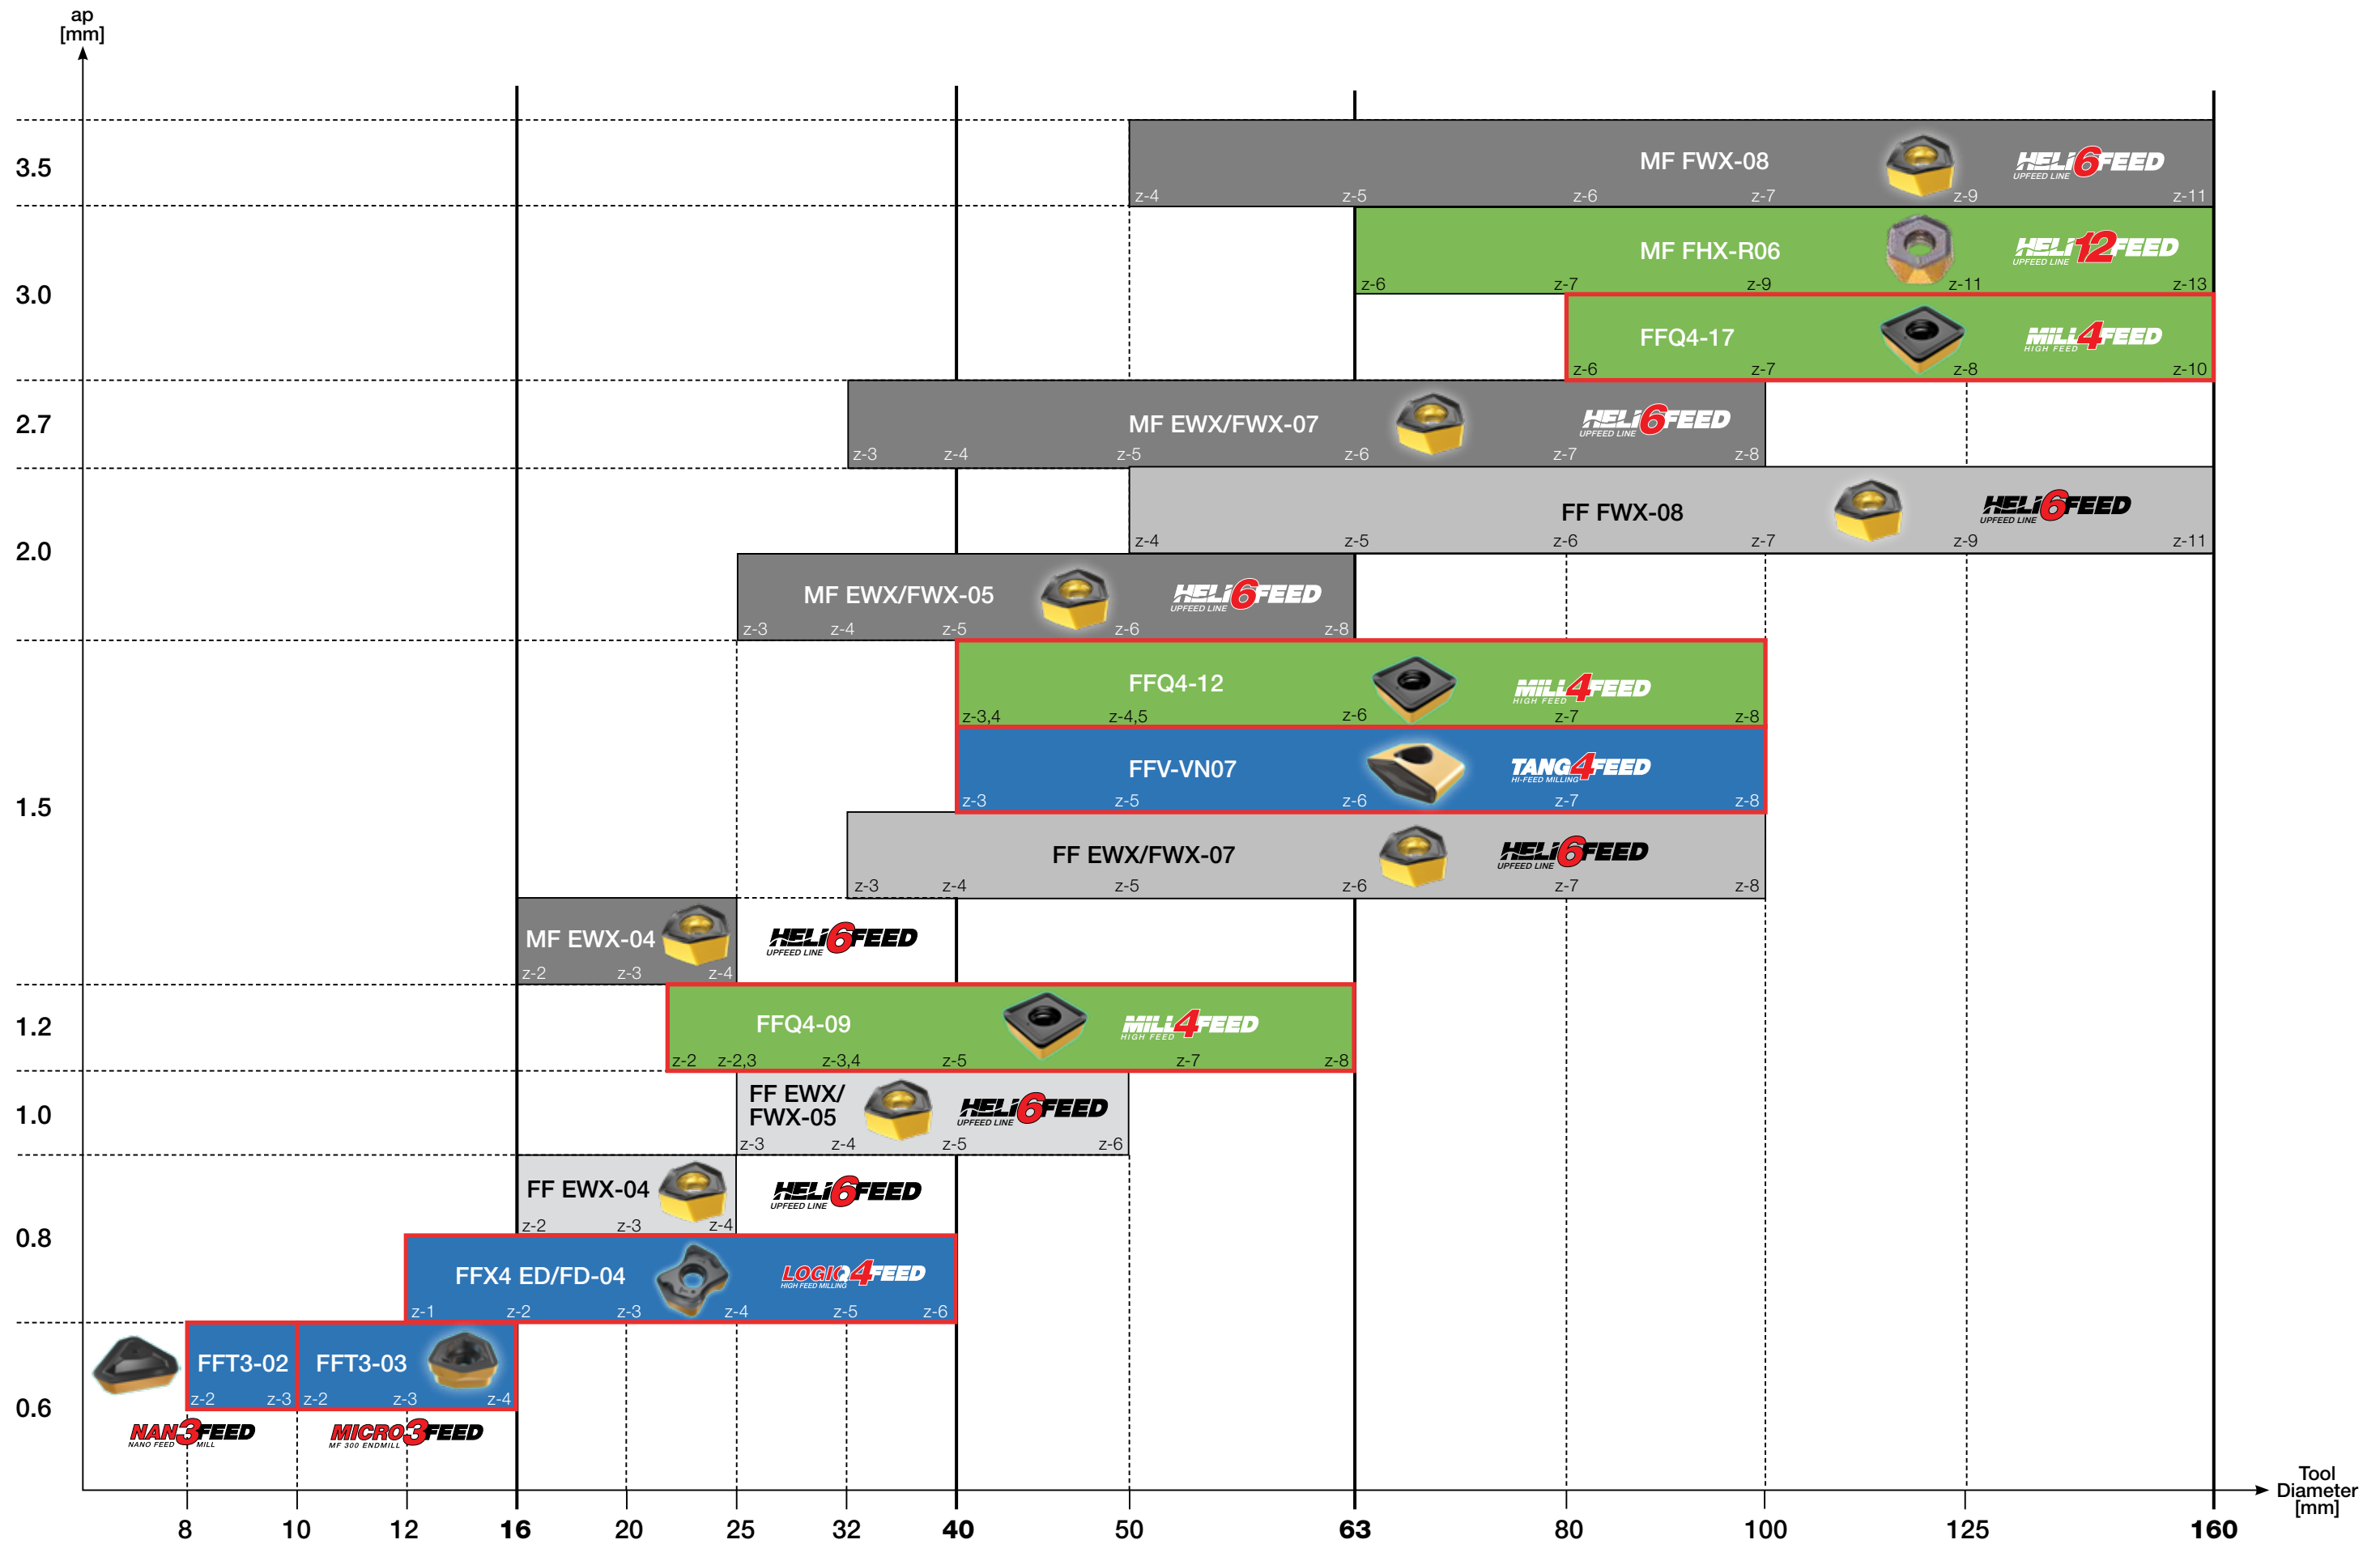 ap
[mm]
3.5
MF FWX-08
HELI6FEED
UPFEED LINE
z-4 z-5 z-6 z-7 z-9 z-11
MF FHX-R06
HELI12FEED
UPFEED LINE
z-6 z-7 z-9 z-11 z-13
3.0
FFQ4-17
MILL4FEED
HIGH FEED
z-6 z-7 z-8 z-10
2.7
MF EWX/FWX-07
HELI6FEED
UPFEED LINE
z-3 z-4 z-5 z-6 z-7 z-8
FF FWX-08
HELI6FEED
UPFEED LINE
z-4 z-5 z-6 z-7 z-9 z-11
2.0
MF EWX/FWX-05
HELI6FEED
UPFEED LINE
z-3 z-4 z-5 z-6 z-8
FFQ4-12
MILL4FEED
HIGH FEED
z-3,4 z-4,5 z-6 z-7 z-8
FFV-VN07
TANG4FEED
HI-FEED MILLING
z-3 z-5 z-6 z-7 z-8
1.5
FF EWX/FWX-07
HELI6FEED
UPFEED LINE
z-3 z-4 z-5 z-6 z-7 z-8
MF EWX-04
HELI6FEED
UPFEED LINE
z-2 z-3 z-4
1.2
FFQ4-09
MILL4FEED
HIGH FEED
z-2 z-2,3 z-3,4 z-5 z-7 z-8
1.0
FF EWX/
FWX-05
HELI6FEED
UPFEED LINE
z-3 z-4 z-5 z-6
FF EWX-04
HELI6FEED
UPFEED LINE
z-2 z-3 z-4
0.8
FFX4 ED/FD-04
LOGIQ4FEED
HIGH FEED MILLING
z-1 z-2 z-3 z-4 z-5 z-6
FFT3-02 FFT3-03
z-2 z-3 z-2 z-3 z-4
0.6
NAN3FEED
NANO FEED MILL
MICRO3FEED
MF 300 ENDMILL
Tool
Diameter
[mm]
8 10 12 16 20 25 32 40 50 63 80 100 125 160